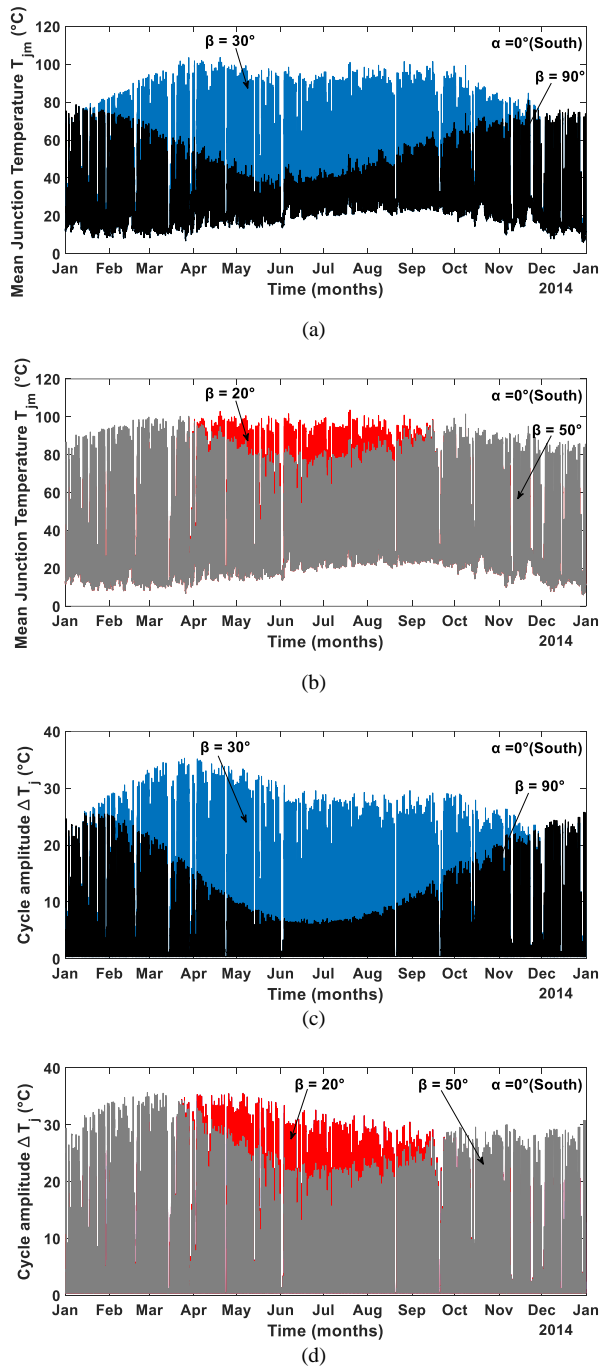 120
100
80
60
40
20
0
Mean Junction Temperature T_jm (°C)
β = 30°
α=0°(South)
β = 90°
Jan Feb Mar Apr May Jun Jul Aug Sep Oct Nov Dec Jan
Time (months)
2014
(a)
120
100
80
60
40
20
0
Mean Junction Temperature T_jm (°C)
β = 20°
α=0°(South)
β = 50°
Jan Feb Mar Apr May Jun Jul Aug Sep Oct Nov Dec Jan
Time (months)
2014
(b)
40
30
20
10
0
Cycle amplitude Δ T_j (°C)
β = 30°
α=0°(South)
β = 90°
Jan Feb Mar Apr May Jun Jul Aug Sep Oct Nov Dec Jan
Time (months)
2014
(c)
40
30
20
10
0
Cycle amplitude Δ T_j (°C)
β = 20°
β = 50°
α=0°(South)
Jan Feb Mar Apr May Jun Jul Aug Sep Oct Nov Dec Jan
Time (months)
2014
(d)